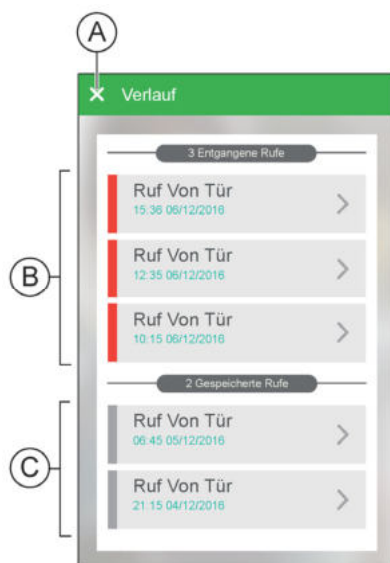 A
× Verlauf
3 Entgangene Rufe
B
Ruf Von Tür
15:36 06/12/2016
Ruf Von Tür
12:35 06/12/2016
Ruf Von Tür
10:15 06/12/2016
2 Gespeicherte Rufe
C
Ruf Von Tür
06:45 05/12/2016
Ruf Von Tür
21:15 04/12/2016